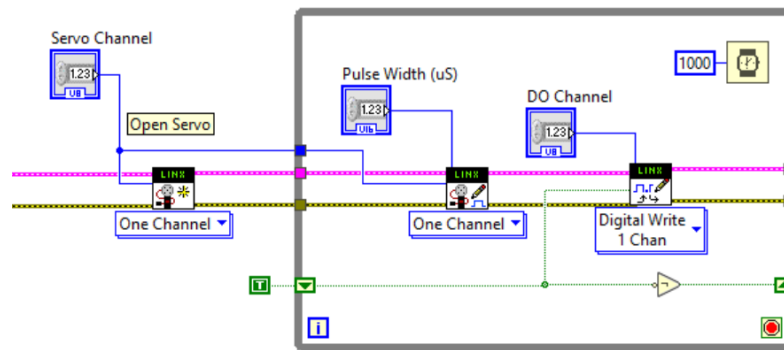 Servo Channel
1.23
U8
Open Servo
LINX
One Channel
Pulse Width (uS)
1.23
U16
LINX
One Channel
DO Channel
1.23
U8
LINX
Digital Write
1 Chan
1000
T
i